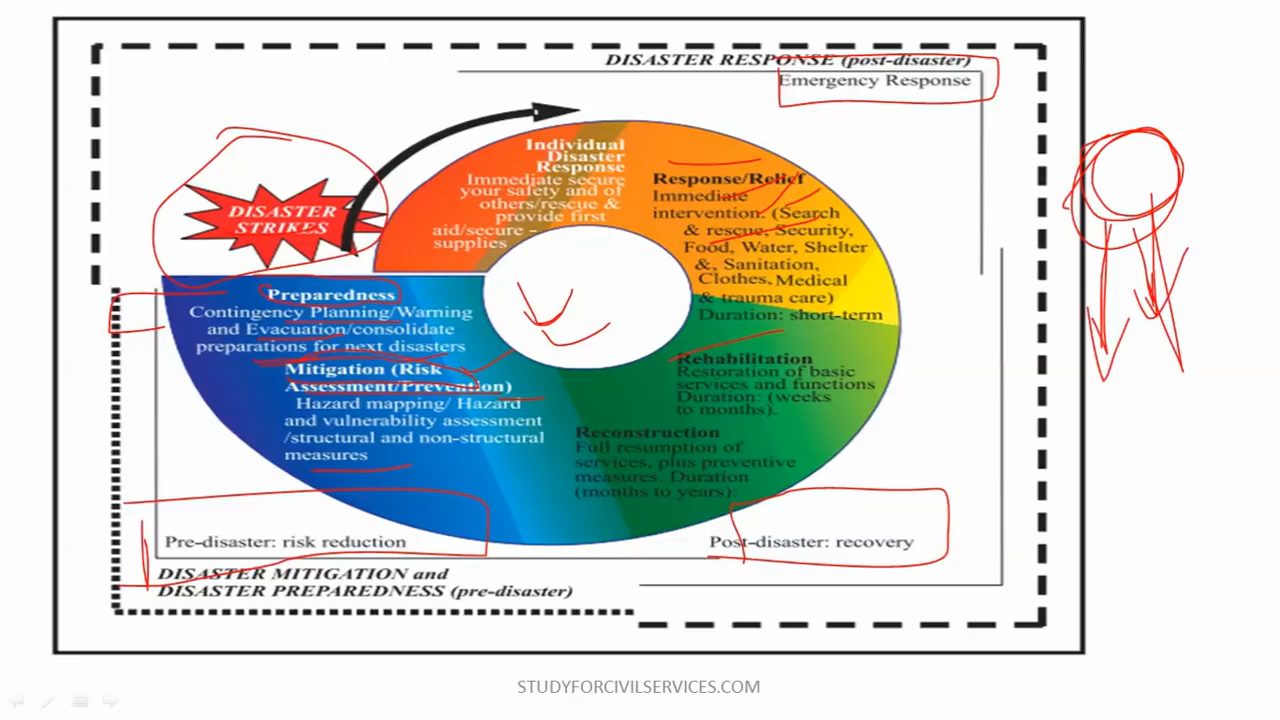 DISASTER RESPONSE (post-disaster)
Emergency Response
DISASTER
STRIKES
Individual
Disaster
Response
Immediate secure
your safety and of
others/rescue &
provide first
aid/secure -
supplies
Response/Relief
Immediate
intervention. (Search
& rescue, Security,
Food, Water, Shelter
&, Sanitation,
Clothes, Medical
& trauma care)
Duration: short-term
Preparedness
Contingency Planning/Warning
and Evacuation/consolidate
preparations for next disasters
Mitigation (Risk
Assessment/Prevention)
Hazard mapping/ Hazard
and vulnerability assessment
/structural and non-structural
measures
Rehabilitation
Restoration of basic
services and functions
Duration: (weeks
to months).
Reconstruction
Full resumption of
services, plus preventive
measures. Duration
(months to years):
Pre-disaster: risk reduction
Post-disaster: recovery
DISASTER MITIGATION and
DISASTER PREPAREDNESS (pre-disaster)
STUDYFORCIVILSERVICES.COM